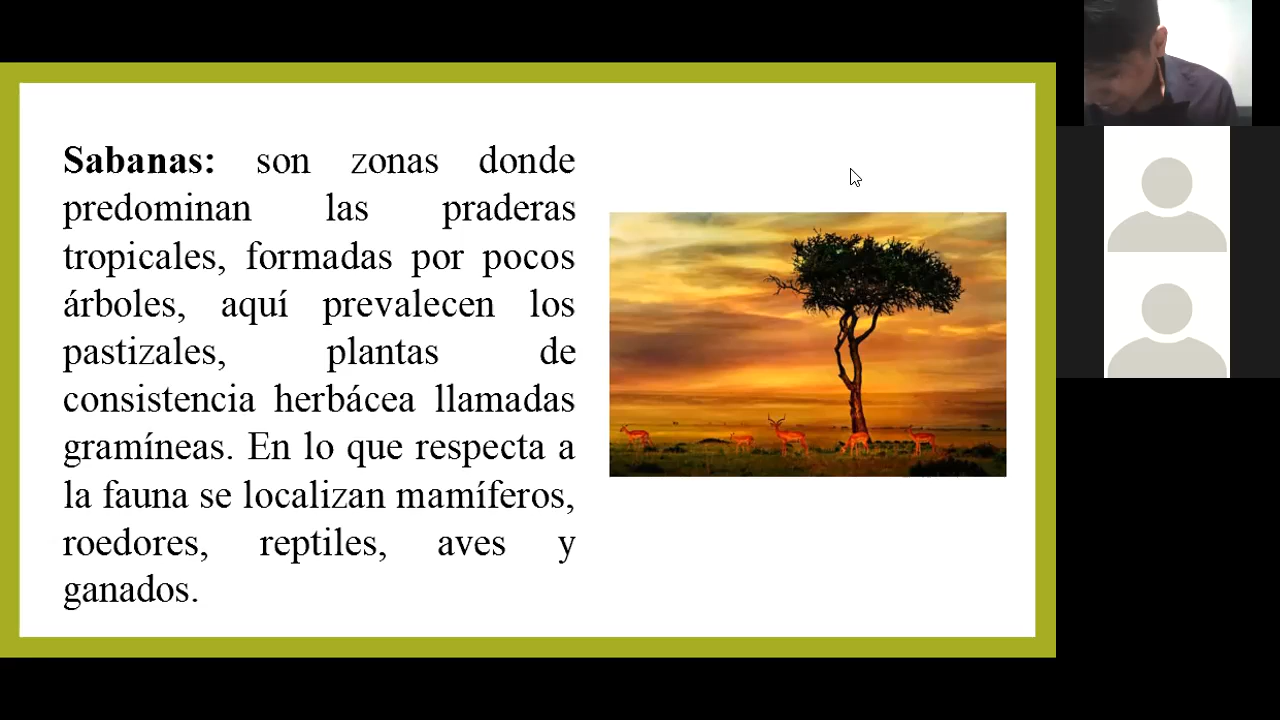 Sabanas: son zonas donde
predominan las praderas
tropicales, formadas por pocos
árboles, aquí prevalecen los
pastizales, plantas de
consistencia herbácea llamadas
gramíneas. En lo que respecta a
la fauna se localizan mamíferos,
roedores, reptiles, aves y
ganados.